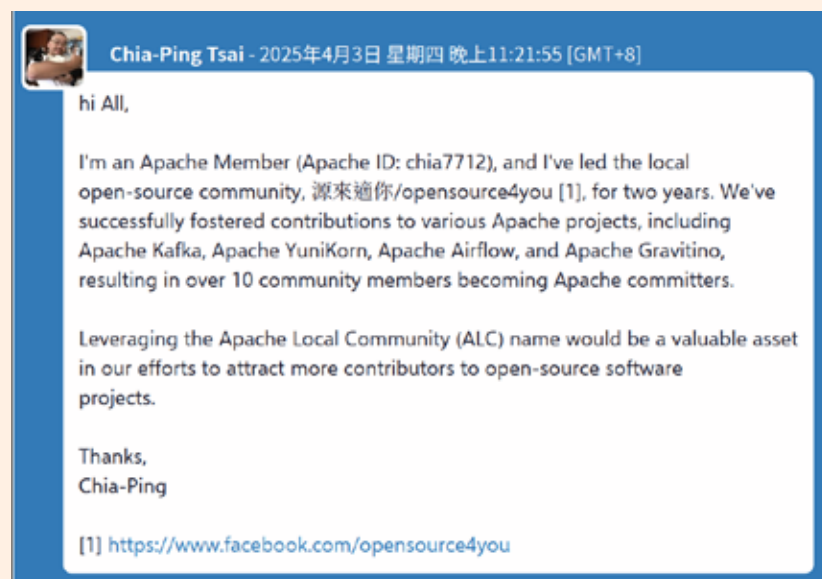 Chia-Ping Tsai - 2025年4月3日 星期四 晚上11:21:55 [GMT+8]
hi All,
I'm an Apache Member (Apache ID: chia7712), and I've led the local
open-source community, 源來適你/opensource4you [1], for two years. We've
successfully fostered contributions to various Apache projects, including
Apache Kafka, Apache YuniKorn, Apache Airflow, and Apache Gravitino,
resulting in over 10 community members becoming Apache committers.
Leveraging the Apache Local Community (ALC) name would be a valuable asset
in our efforts to attract more contributors to open-source software
projects.
Thanks,
Chia-Ping
[1] https://www.facebook.com/opensource4you